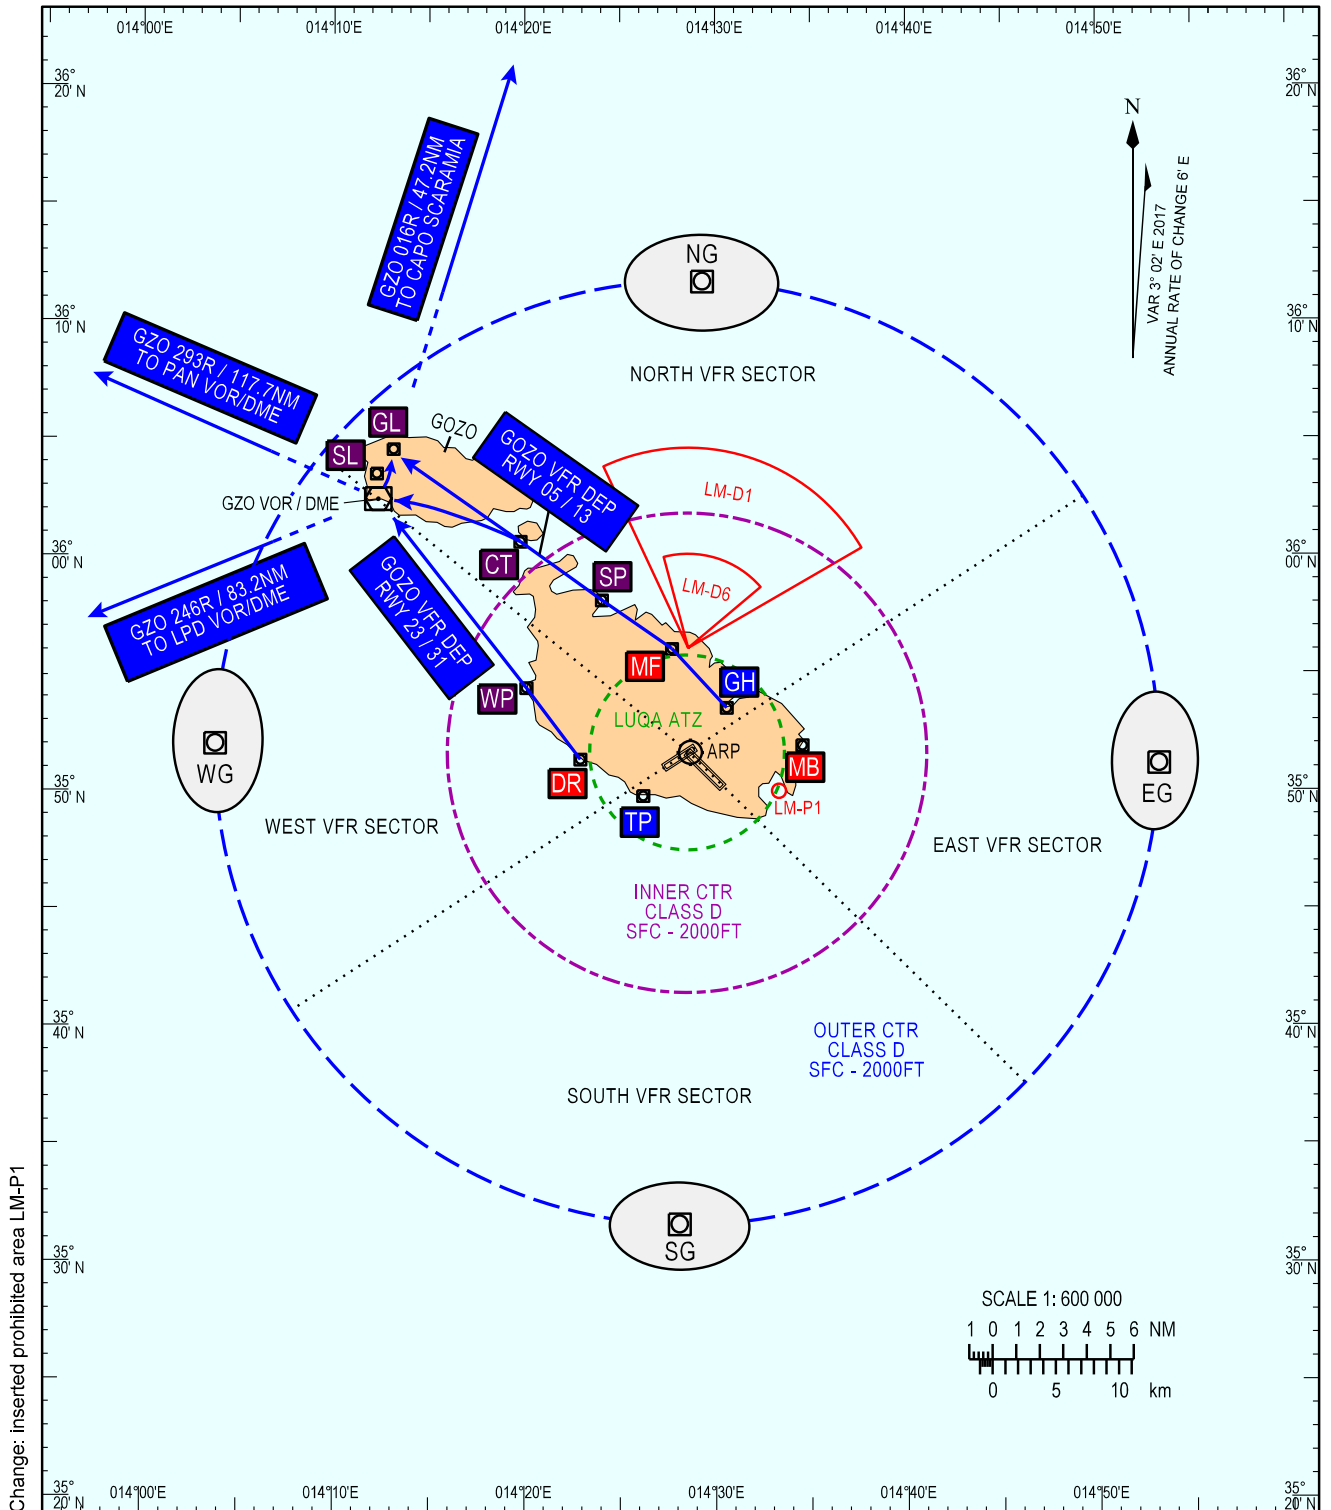 014°00'E
014°10'E
014°20'E
014°30'E
014°40'E
014°50'E
36°
20' N
36°
20' N
N
VAR 3° 02' E 2017
ANNUAL RATE OF CHANGE 6' E
GZO 016R / 47.2NM
TO CAPO SCARAMIA
NG
36°
10' N
36°
10' N
GZO 293R / 117.7NM
TO PAN VOR/DME
NORTH VFR SECTOR
GL
GOZO
SL
GOZO VFR DEP
RWY 05 / 13
LM-D1
GZO VOR / DME
36°
00' N
36°
00' N
CT
SP
LM-D6
GZO 246R / 83.2NM
TO LPD VOR/DME
GOZO VFR DEP
RWY 23 / 31
MF
GH
WP
LUQA ATZ
ARP
WG
DR
MB
EG
LM-P1
35°
50' N
35°
50' N
TP
WEST VFR SECTOR
EAST VFR SECTOR
INNER CTR
CLASS D
SFC - 2000FT
35°
40' N
35°
40' N
OUTER CTR
CLASS D
SFC - 2000FT
SOUTH VFR SECTOR
SG
35°
30' N
35°
30' N
SCALE 1: 600 000
1 0 1 2 3 4 5 6 NM
0 5 10 km
Change: inserted prohibited area LM-P1
35°
20' N
35°
20' N
014°00'E
014°10'E
014°20'E
014°30'E
014°40'E
014°50'E